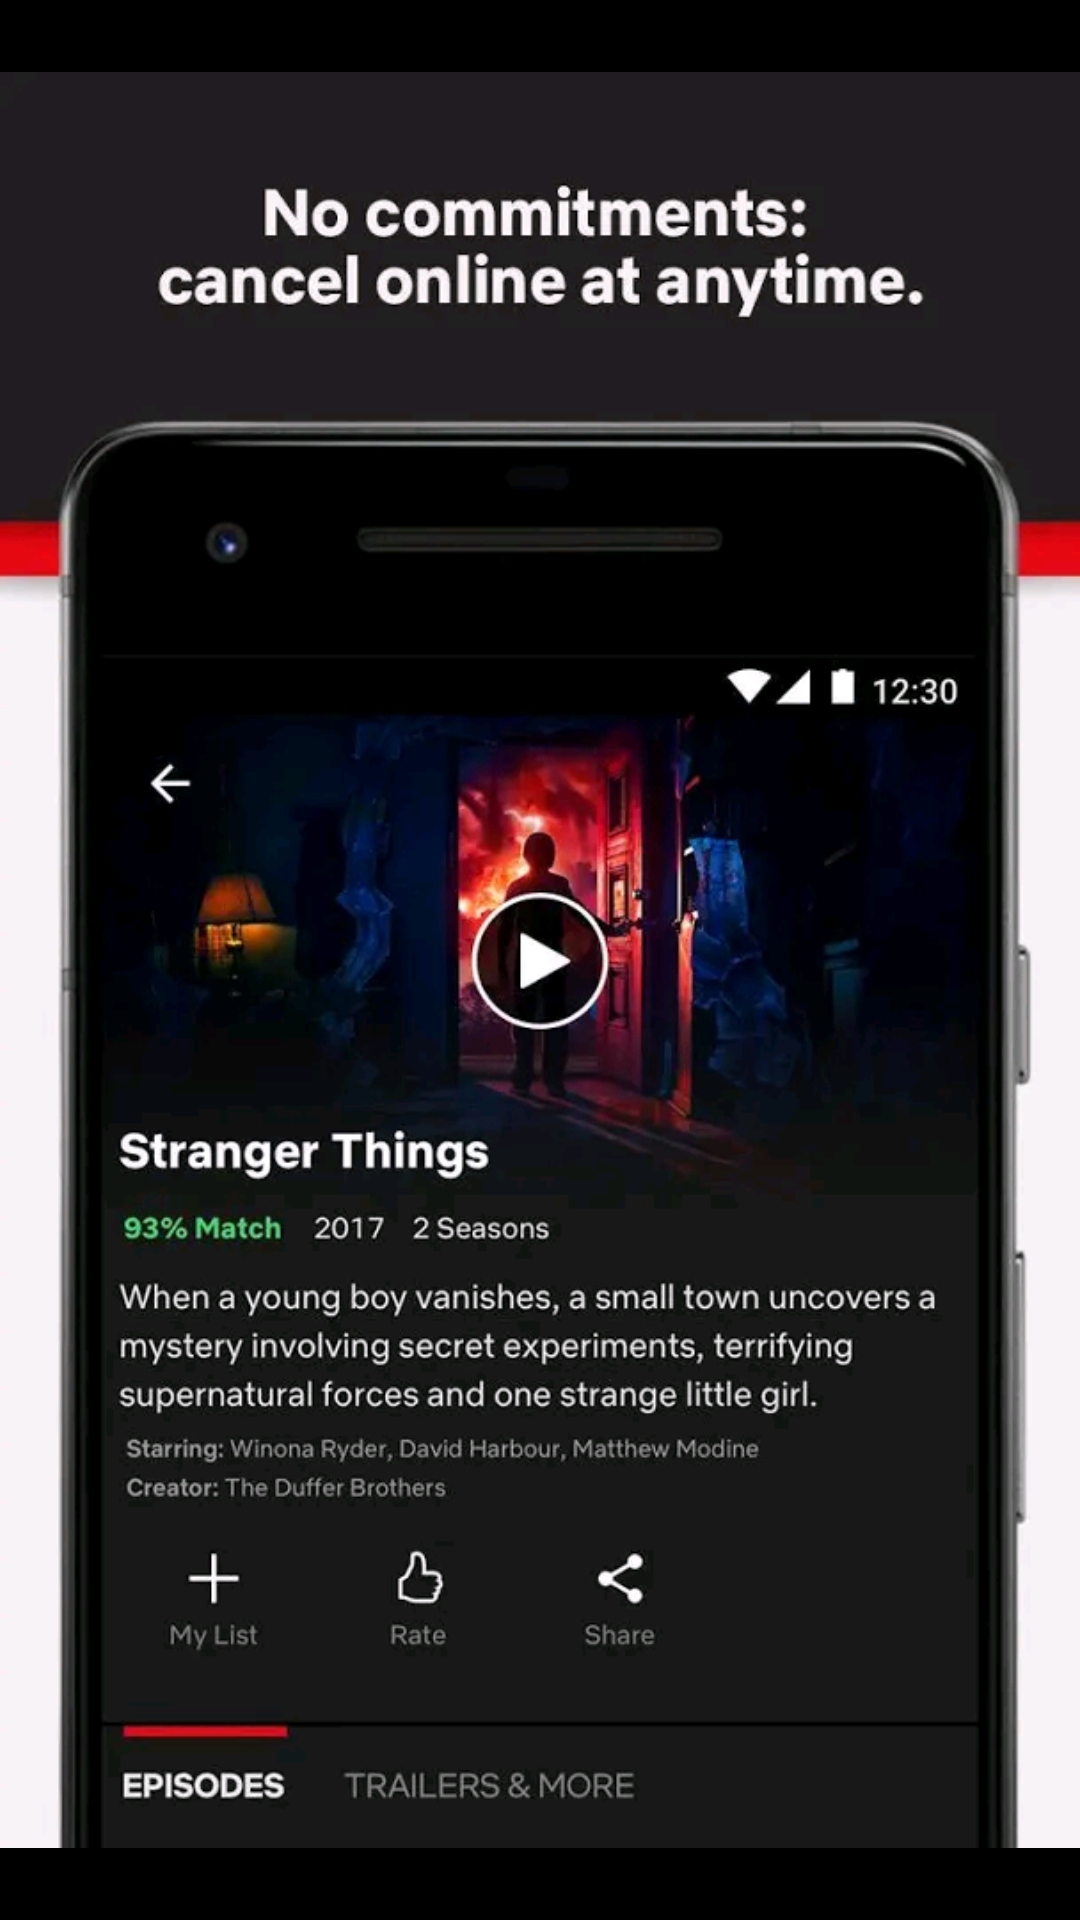 No commitments:
cancel online at anytime.
12:30
Stranger Things
93% Match 2017 2 Seasons
When a young boy vanishes, a small town uncovers a
mystery involving secret experiments, terrifying
supernatural forces and one strange little girl.
Starring: Winona Ryder, David Harbour, Matthew Modine
Creator: The Duffer Brothers
My List Rate Share
EPISODES TRAILERS & MORE